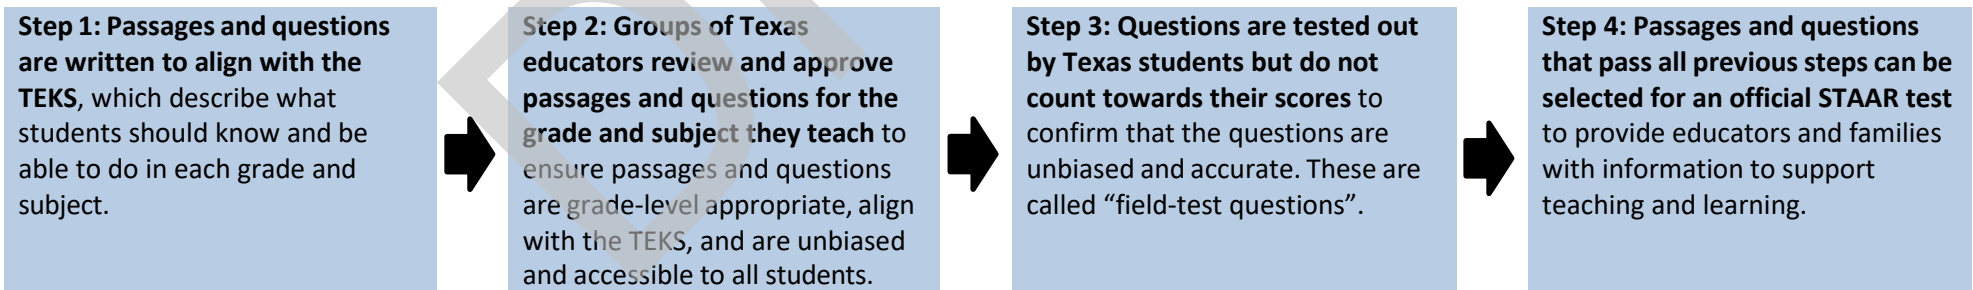 Step 1: Passages and questions
are written to align with the
TEKS, which describe what
students should know and be
able to do in each grade and
subject.
Step 2: Groups of Texas
educators review and approve
passages and questions for the
grade and subject they teach to
ensure passages and questions
are grade-level appropriate, align
with the TEKS, and are unbiased
and accessible to all students.
Step 3: Questions are tested out
by Texas students but do not
count towards their scores to
confirm that the questions are
unbiased and accurate. These are
called “field-test questions”.
Step 4: Passages and questions
that pass all previous steps can be
selected for an official STAAR test
to provide educators and families
with information to support
teaching and learning.